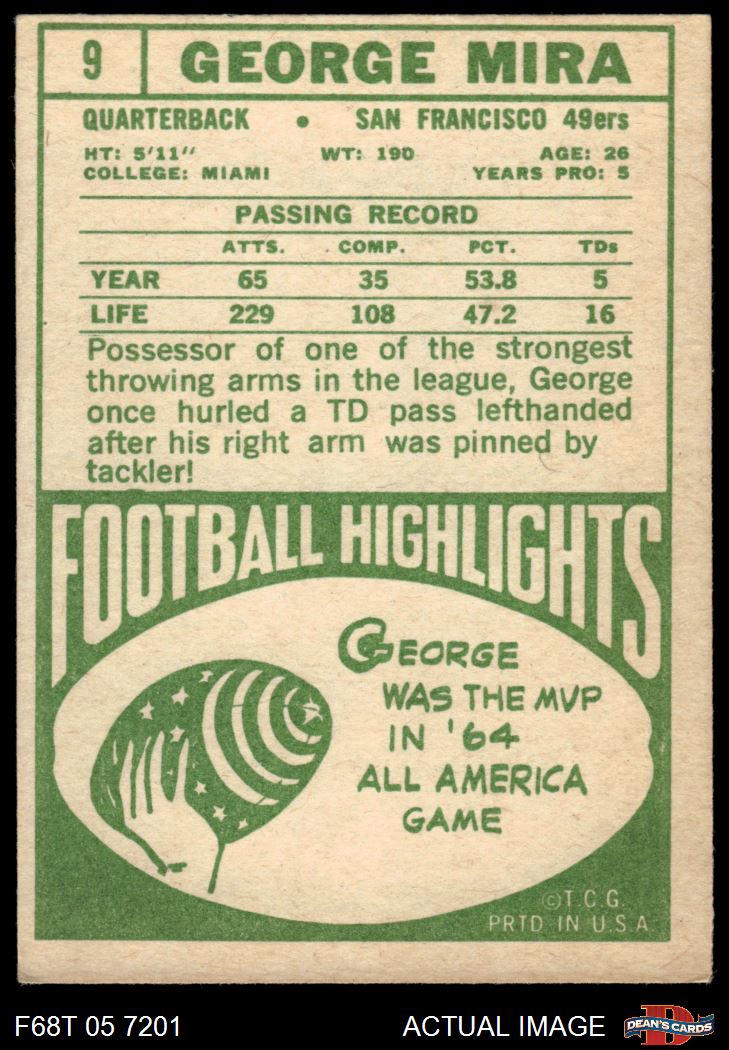 9 GEORGE MIRA
QUARTERBACK • SAN FRANCISCO 49ers
HT: 5'11" WT: 190 AGE: 26
COLLEGE: MIAMI YEARS PRO: 5
PASSING RECORD
ATTS. COMP. PCT. TDs
YEAR 65 35 53.8 5
LIFE 229 108 47.2 16
Possessor of one of the strongest
throwing arms in the league, George
once hurled a TD pass lefthanded
after his right arm was pinned by
tackler!
FOOTBALL HIGHLIGHTS
GEORGE
WAS THE MVP
IN '64
ALL AMERICA
GAME
©T.C.G.
PRTD IN U.S.A
F68T 05 7201 ACTUAL IMAGE D DEAN'S CARDS